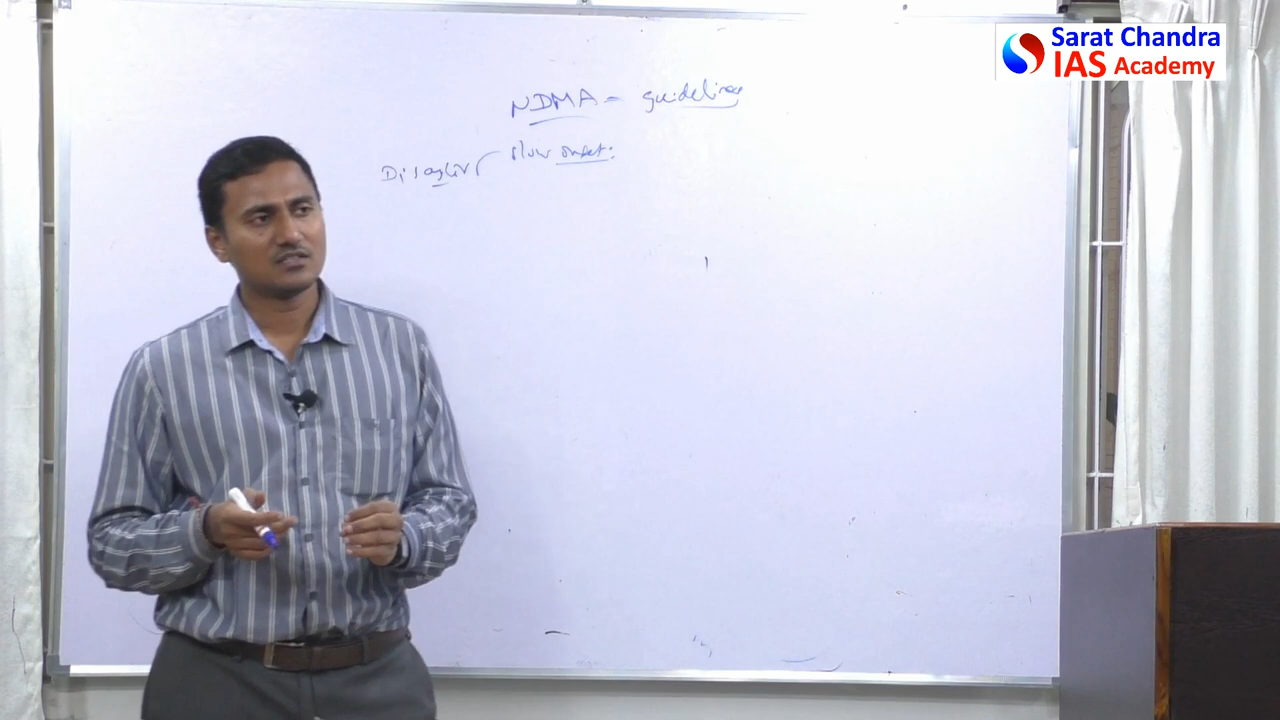 Sarat Chandra
IAS Academy
NDMA - guidelines
Disaster slow onset: